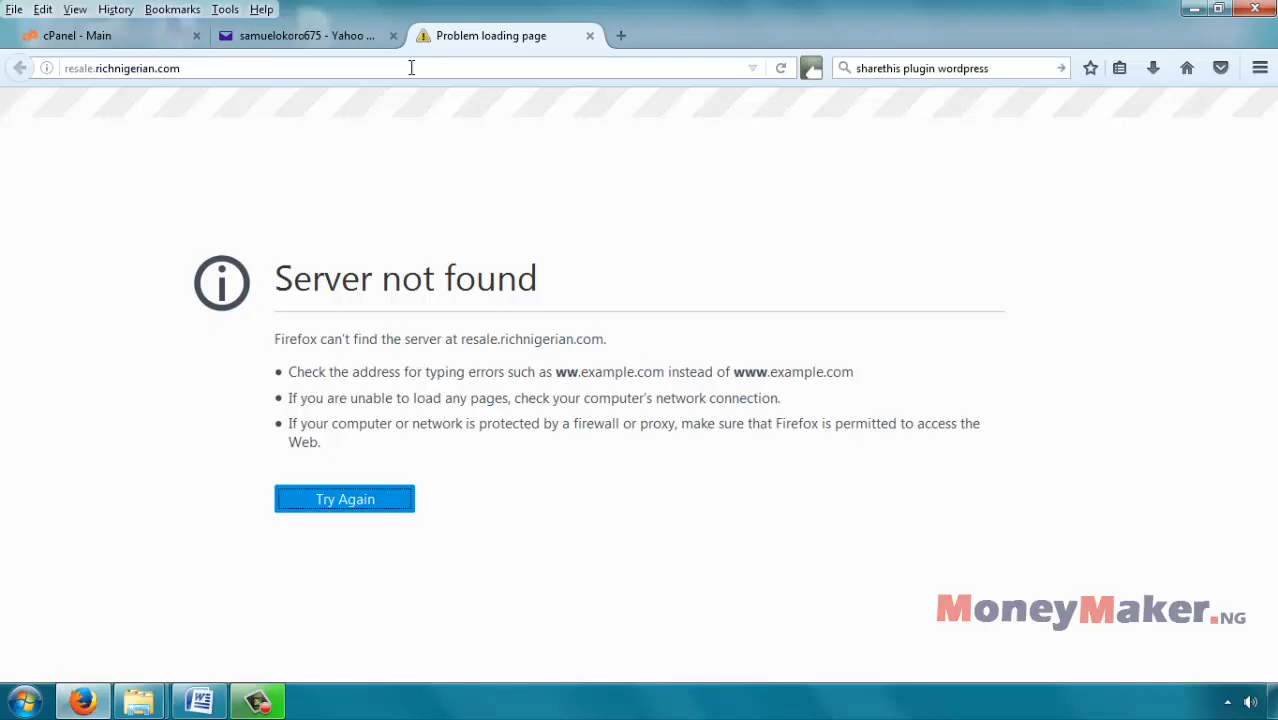 File Edit View History Bookmarks Tools Help
cPanel - Main samuelokoro675 - Yahoo ... Problem loading page
resale.richnigerian.com sharethis plugin wordpress
Server not found
Firefox can't find the server at resale.richnigerian.com.
Check the address for typing errors such as ww.example.com instead of www.example.com
If you are unable to load any pages, check your computer's network connection.
If your computer or network is protected by a firewall or proxy, make sure that Firefox is permitted to access the
Web.
Try Again
MoneyMaker.NG